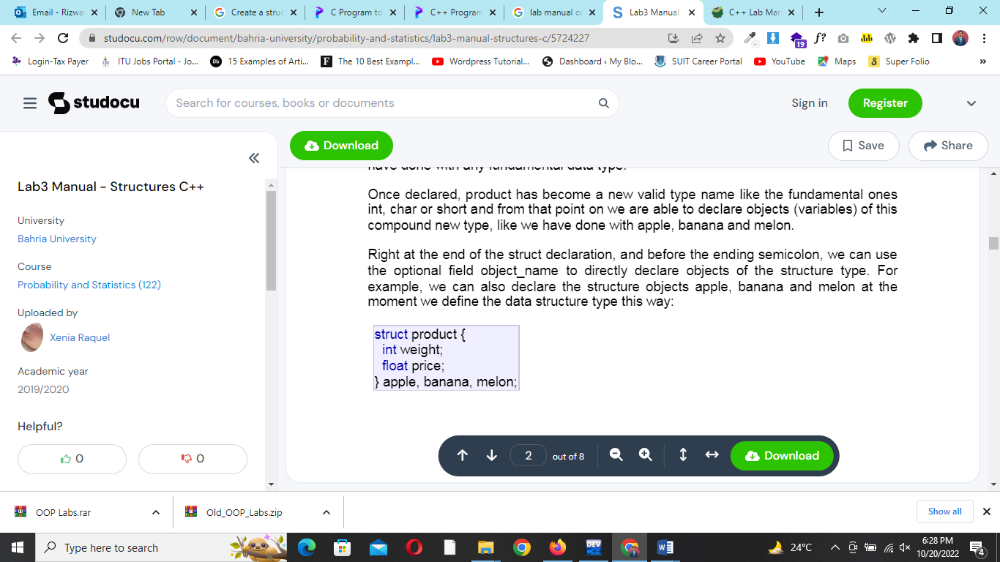 Email - Rizwa
New Tab
Create a struc
C Program to
C++ Program
lab manual o
Lab3 Manual
C++ Lab Man
studocu.com/row/document/bahria-university/probability-and-statistics/lab3-manual-structures-c/5724227
19
f?
Login-Tax Payer
ITU Jobs Portal - Jo...
Bb
15 Examples of Arti...
F
The 10 Best Exampl...
Wordpress Tutorial...
Dashboard ‹ My Blo...
SUIT Career Portal
YouTube
Maps
S
Super Folio
»
studocu
Search for courses, books or documents
Sign in
Register
Download
Save
Share
Lab3 Manual - Structures C++
University
Bahria University
Course
Probability and Statistics (122)
Uploaded by
Xenia Raquel
Academic year
2019/2020
Helpful?
0
0
have done with any fundamental data type.
Once declared, product has become a new valid type name like the fundamental ones
int, char or short and from that point on we are able to declare objects (variables) of this
compound new type, like we have done with apple, banana and melon.
Right at the end of the struct declaration, and before the ending semicolon, we can use
the optional field object_name to directly declare objects of the structure type. For
example, we can also declare the structure objects apple, banana and melon at the
moment we define the data structure type this way:
struct product {
int weight;
float price;
} apple, banana, melon;
2
out of 8
Download
OOP Labs.rar
Old_OOP_Labs.zip
Show all
Type here to search
DEV
W
24°C
6:28 PM
10/20/2022
4